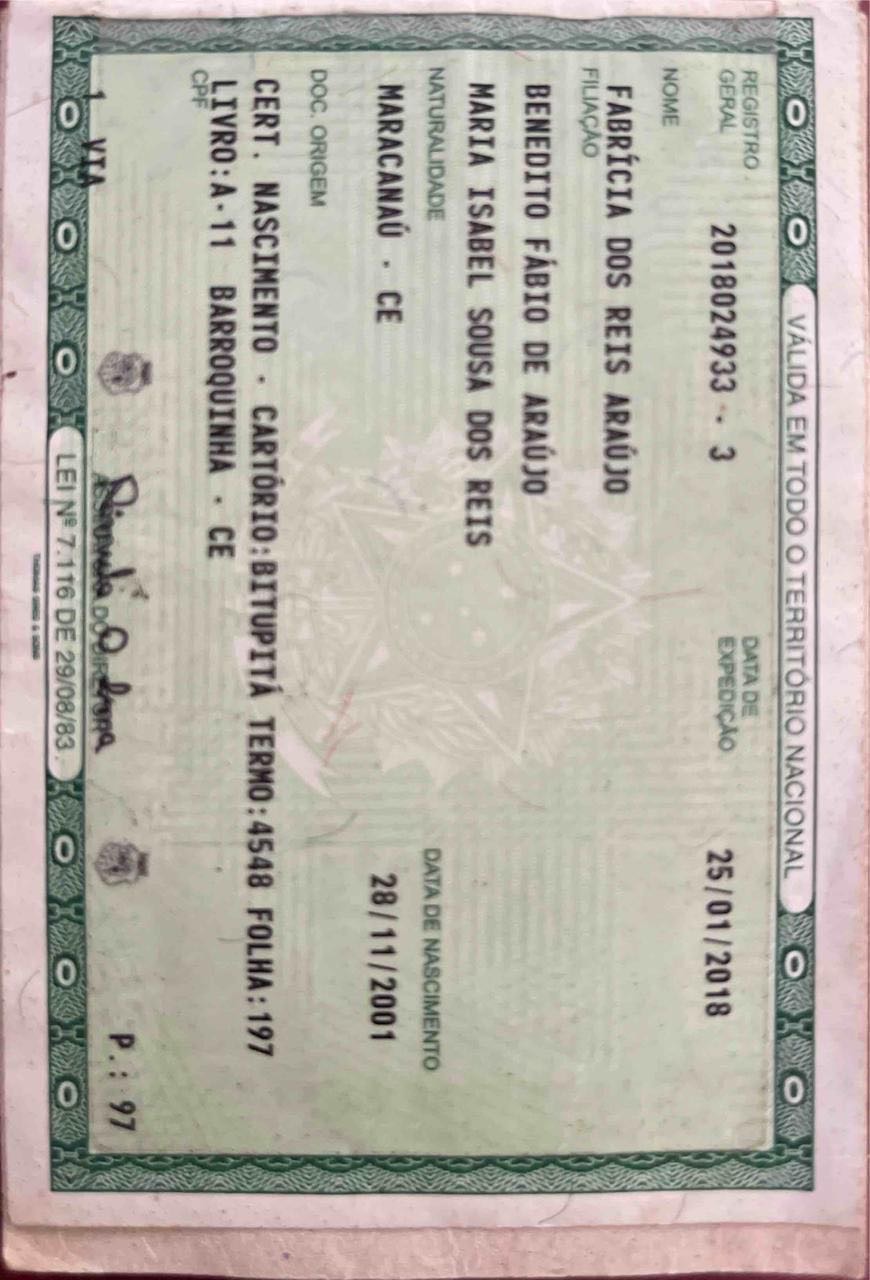 VÁLIDA EM TODO O TERRITÓRIO NACIONAL
REGISTRO GERAL 2018024933 - 3 DATA DE EXPEDIÇÃO 25/01/2018
NOME
FABRÍCIA DOS REIS ARAÚJO
FILIAÇÃO
BENEDITO FÁBIO DE ARAÚJO
MARIA ISABEL SOUSA DOS REIS
NATURALIDADE DATA DE NASCIMENTO
MARACANAÚ - CE 28/11/2001
DOC. ORIGEM
CERT. NASCIMENTO - CARTÓRIO:BITUPITÁ TERMO:4548 FOLHA:197
LIVRO:A-11 BARROQUINHA - CE
CPF
1 VIA P.: 97
ASSINATURA DO DIRETOR
LEI Nº 7.116 DE 29/08/83